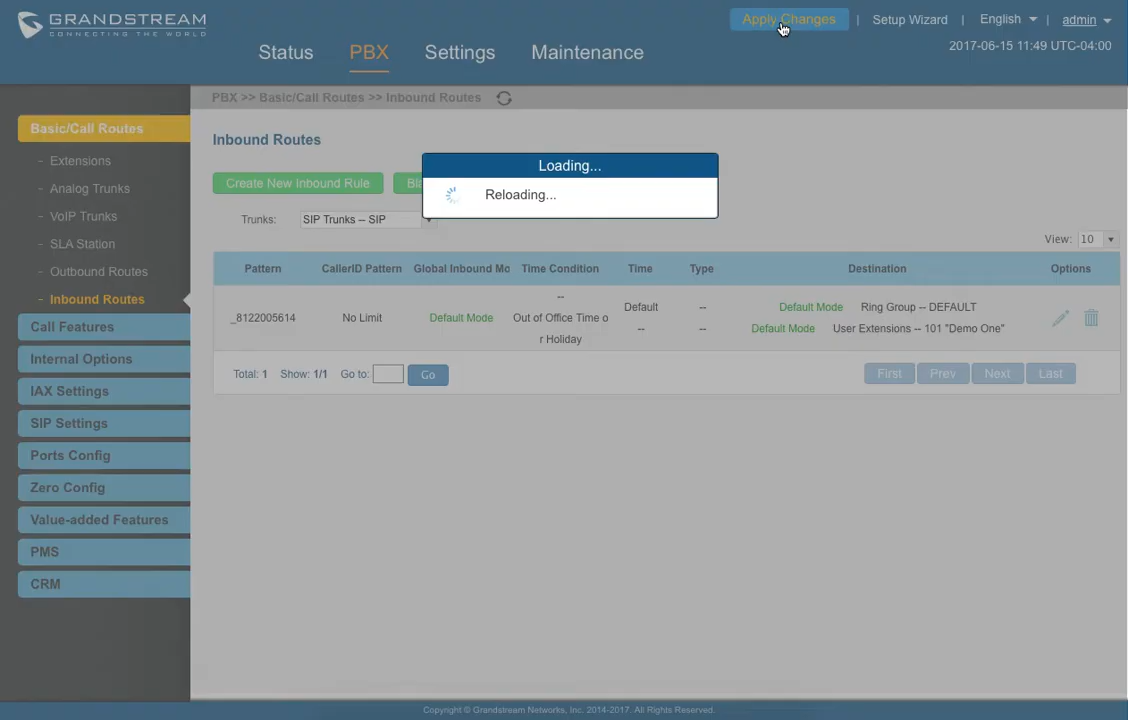 GRANDSTREAM
CONNECTING THE WORLD
Apply Changes | Setup Wizard | English | admin
2017-06-15 11:49 UTC-04:00
Status PBX Settings Maintenance
PBX >> Basic/Call Routes >> Inbound Routes
Basic/Call Routes
- Extensions
- Analog Trunks
- VoIP Trunks
- SLA Station
- Outbound Routes
- Inbound Routes
Call Features
Internal Options
IAX Settings
SIP Settings
Ports Config
Zero Config
Value-added Features
PMS
CRM
Inbound Routes
Loading...
Reloading...
Create New Inbound Rule Bla
Trunks: SIP Trunks -- SIP
View: 10
Pattern CallerID Pattern Global Inbound Mo Time Condition Time Type Destination Options
_8122005614 No Limit Default Mode
--
Out of Office Time o
r Holiday
Default -- Default Mode Ring Group -- DEFAULT
-- -- Default Mode User Extensions -- 101 "Demo One"
Total: 1 Show: 1/1 Go to: Go First Prev Next Last
Copyright © Grandstream Networks, Inc. 2014-2017. All Rights Reserved.